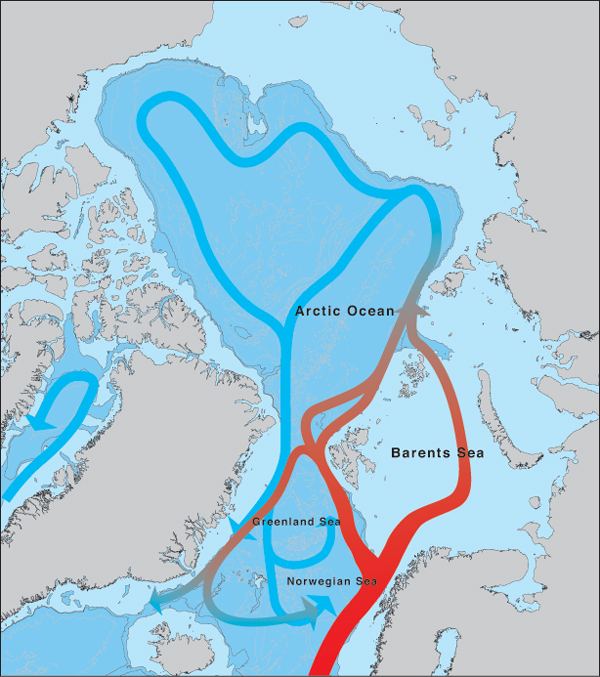 Arctic Ocean
Barents Sea
Greenland Sea
Norwegian Sea